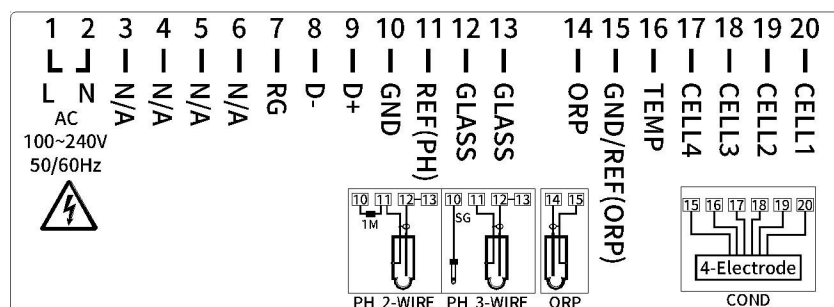 1 2 3 4 5 6 7 8 9 10 11 12 13 14 15 16 17 18 19 20
L N N/A N/A N/A N/A RG D- D+ GND REF(PH) GLASS GLASS ORP GND/REF(ORP) TEMP CELL4 CELL3 CELL2 CELL1
AC
100~240V
50/60Hz
10 11 12 13 10 11 12 13 14 15 15 16 17 18 19 20
1M SG
4-Electrode
PH 2-WIRE PH 3-WIRE ORP COND